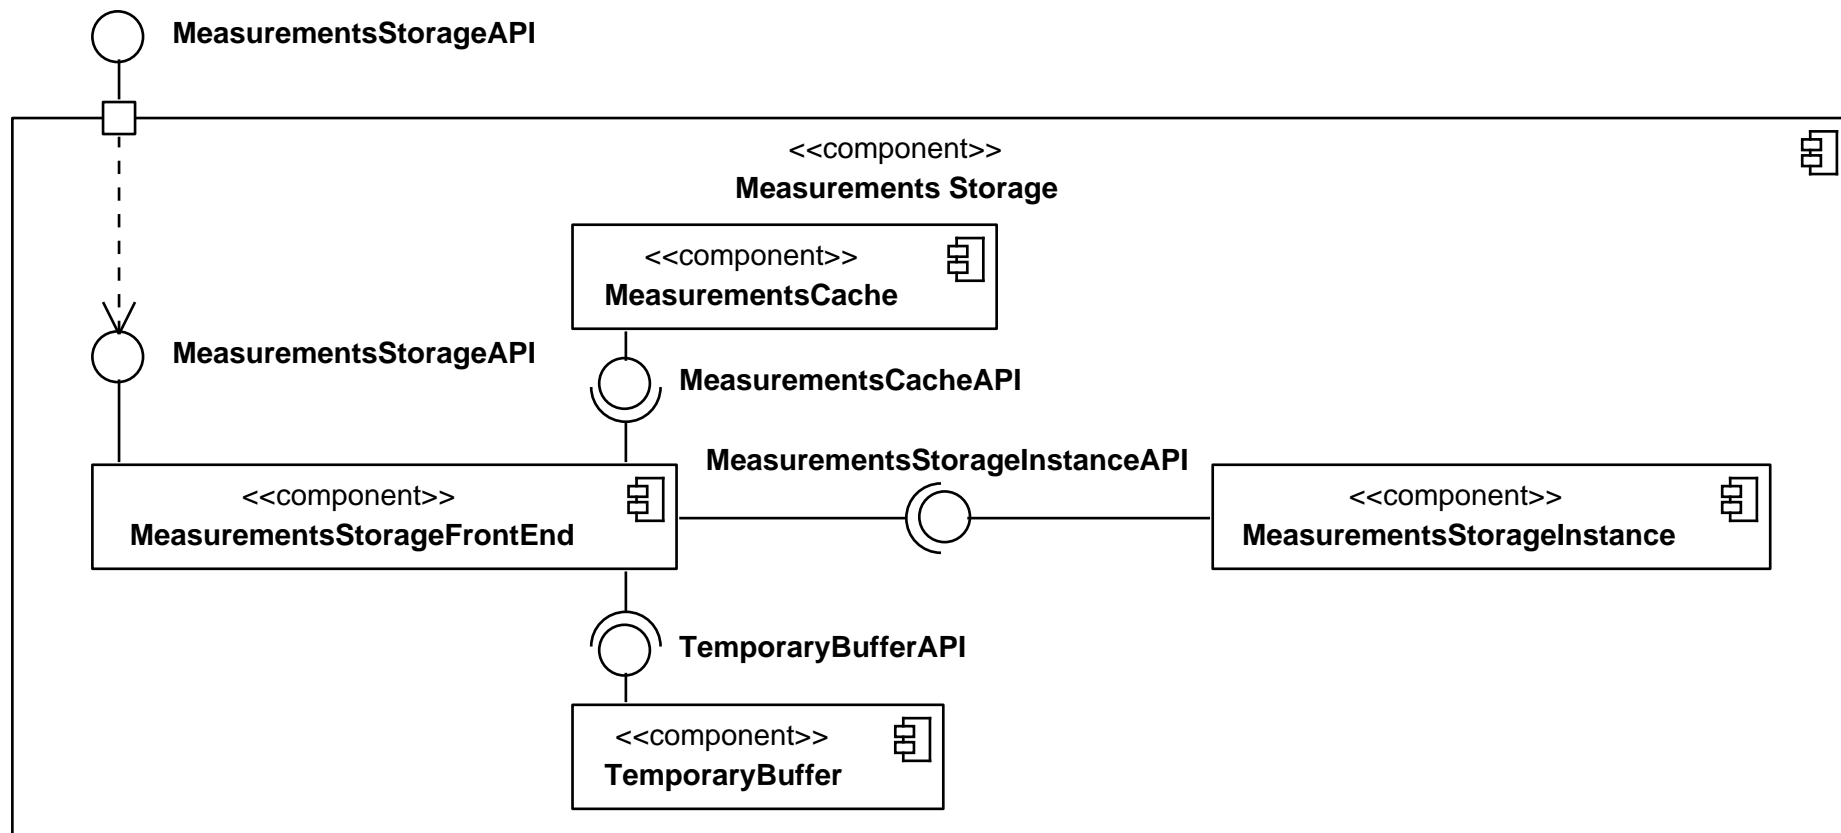 MeasurementsStorageAPI
<<component>>
Measurements Storage
<<component>>
MeasurementsCache
MeasurementsStorageAPI
MeasurementsCacheAPI
MeasurementsStorageInstanceAPI
<<component>>
MeasurementsStorageFrontEnd
<<component>>
MeasurementsStorageInstance
TemporaryBufferAPI
<<component>>
TemporaryBuffer